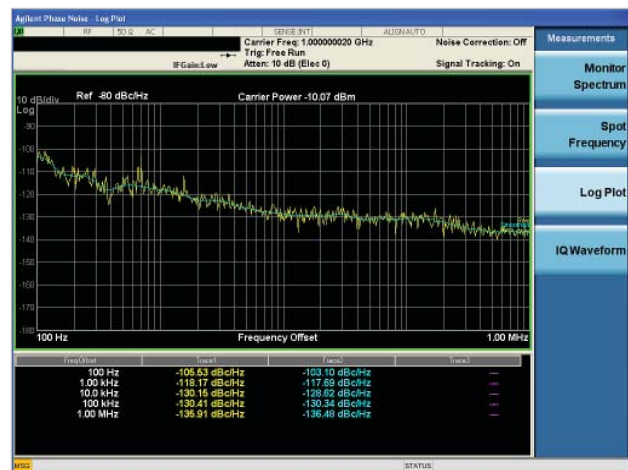 Agilent Phase Noise - Log Plot
RF 50 Ω AC SENSE:INT ALIGN AUTO
Carrier Freq: 1.000000020 GHz Noise Correction: Off
Trig: Free Run
IFGain:Low Atten: 10 dB (Elec 0) Signal Tracking: On
Measurements
Monitor Spectrum
Spot Frequency
Log Plot
IQ Waveform
10 dB/div Ref -80 dBc/Hz Carrier Power -10.07 dBm
Log
-90
-100
-110
-120
-130
-140
-150
-160
-170
-180
100 Hz Frequency Offset 1.00 MHz
Freq Offset Trace1 Trace2 Trace3
100 Hz -105.53 dBc/Hz -103.10 dBc/Hz ---
1.00 kHz -118.17 dBc/Hz -117.69 dBc/Hz ---
10.0 kHz -130.15 dBc/Hz -128.62 dBc/Hz ---
100 kHz -130.41 dBc/Hz -130.34 dBc/Hz ---
1.00 MHz -135.91 dBc/Hz -136.48 dBc/Hz ---
MSG STATUS